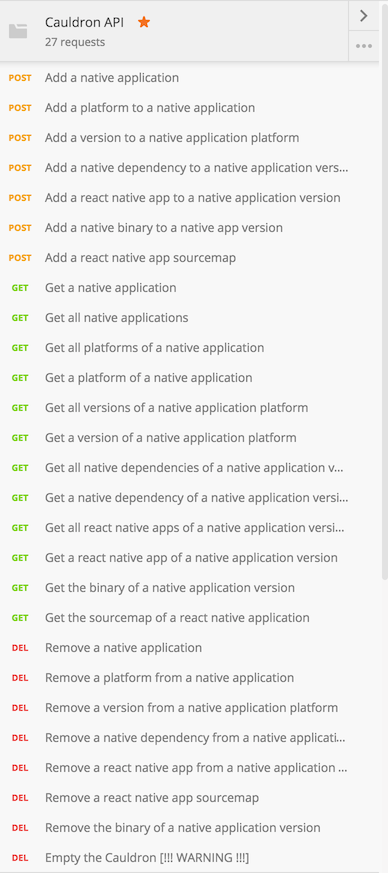 Cauldron API
27 requests
POST Add a native application
POST Add a platform to a native application
POST Add a version to a native application platform
POST Add a native dependency to a native application vers...
POST Add a react native app to a native application version
POST Add a native binary to a native app version
POST Add a react native app sourcemap
GET Get a native application
GET Get all native applications
GET Get all platforms of a native application
GET Get a platform of a native application
GET Get all versions of a native application platform
GET Get a version of a native application platform
GET Get all native dependencies of a native application v...
GET Get a native dependency of a native application versi...
GET Get all react native apps of a native application versi...
GET Get a react native app of a native application version
GET Get the binary of a native application version
GET Get the sourcemap of a react native application
DEL Remove a native application
DEL Remove a platform from a native application
DEL Remove a version from a native application platform
DEL Remove a native dependency from a native applicati...
DEL Remove a react native app from a native application ...
DEL Remove a react native app sourcemap
DEL Remove the binary of a native application version
DEL Empty the Cauldron [!!! WARNING !!!]